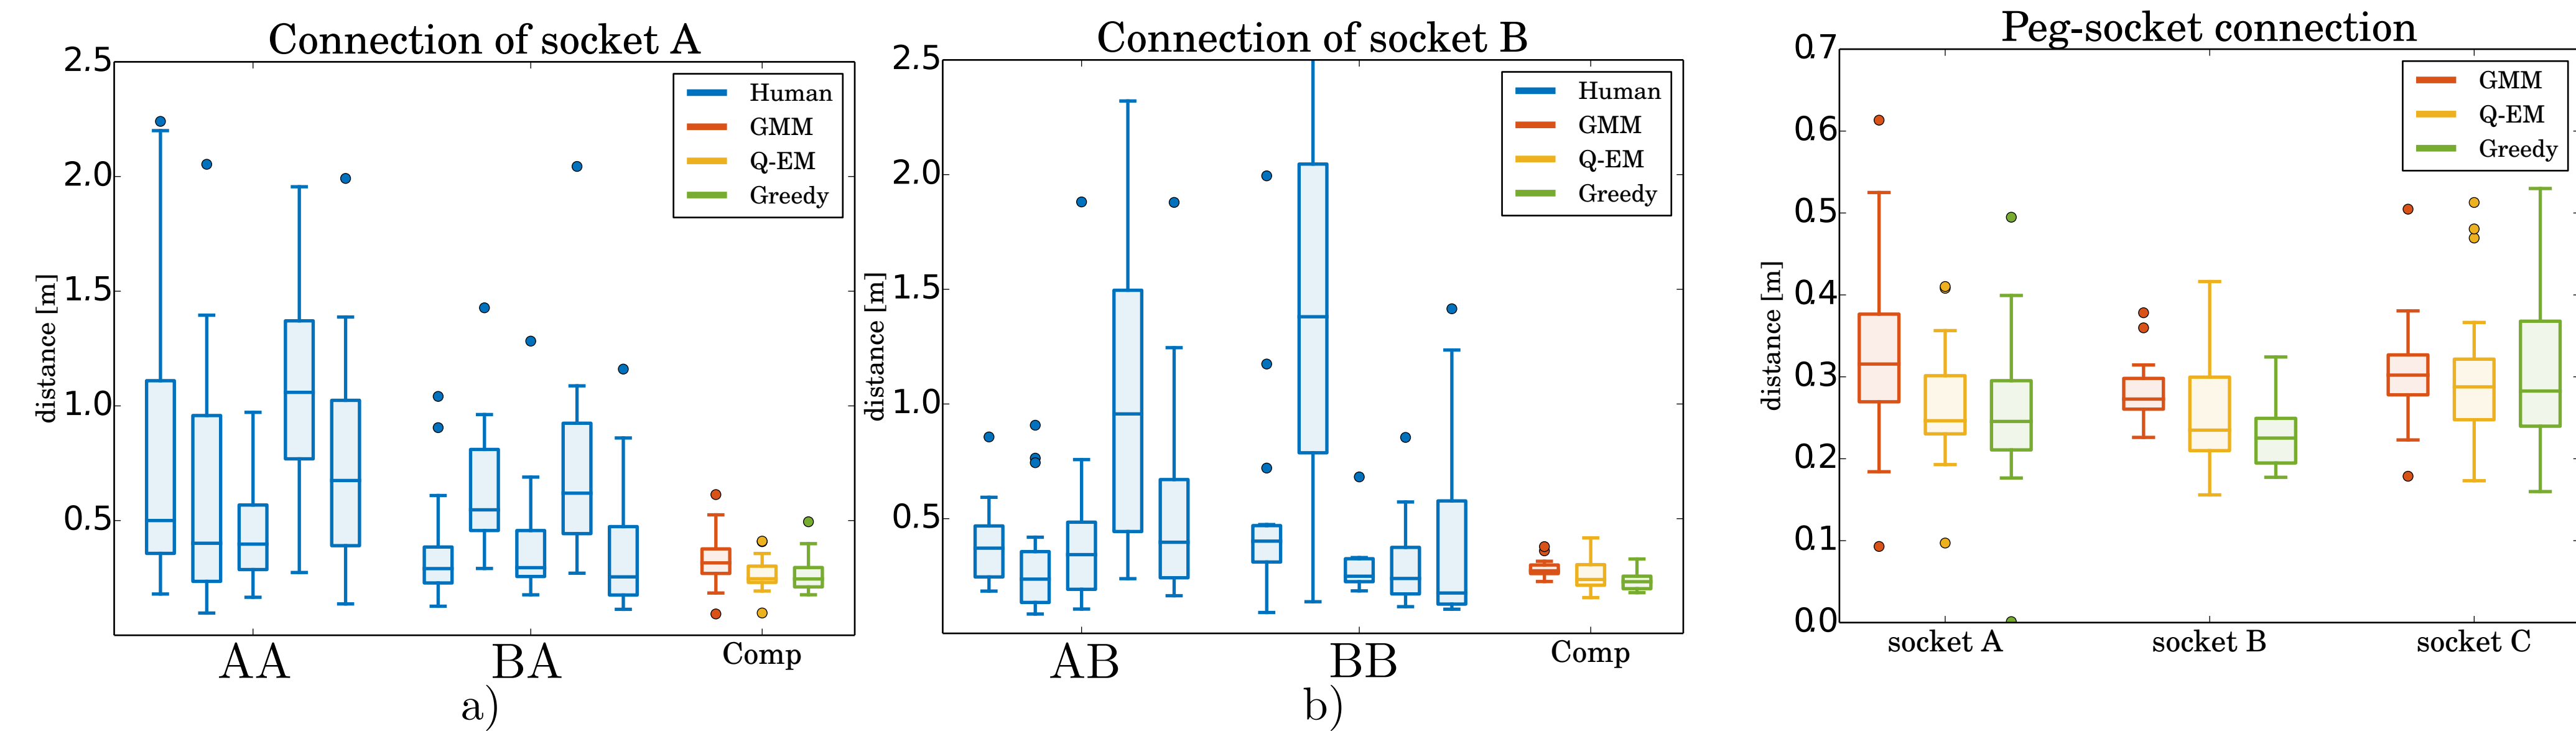 Connection of socket A
2.5
2.0
1.5
1.0
0.5
distance [m]
Human
GMM
Q-EM
Greedy
AA
BA
Comp
a)
Connection of socket B
2.5
2.0
1.5
1.0
0.5
distance [m]
Human
GMM
Q-EM
Greedy
AB
BB
Comp
b)
Peg-socket connection
0.7
0.6
0.5
0.4
0.3
0.2
0.1
0.0
distance [m]
GMM
Q-EM
Greedy
socket A
socket B
socket C